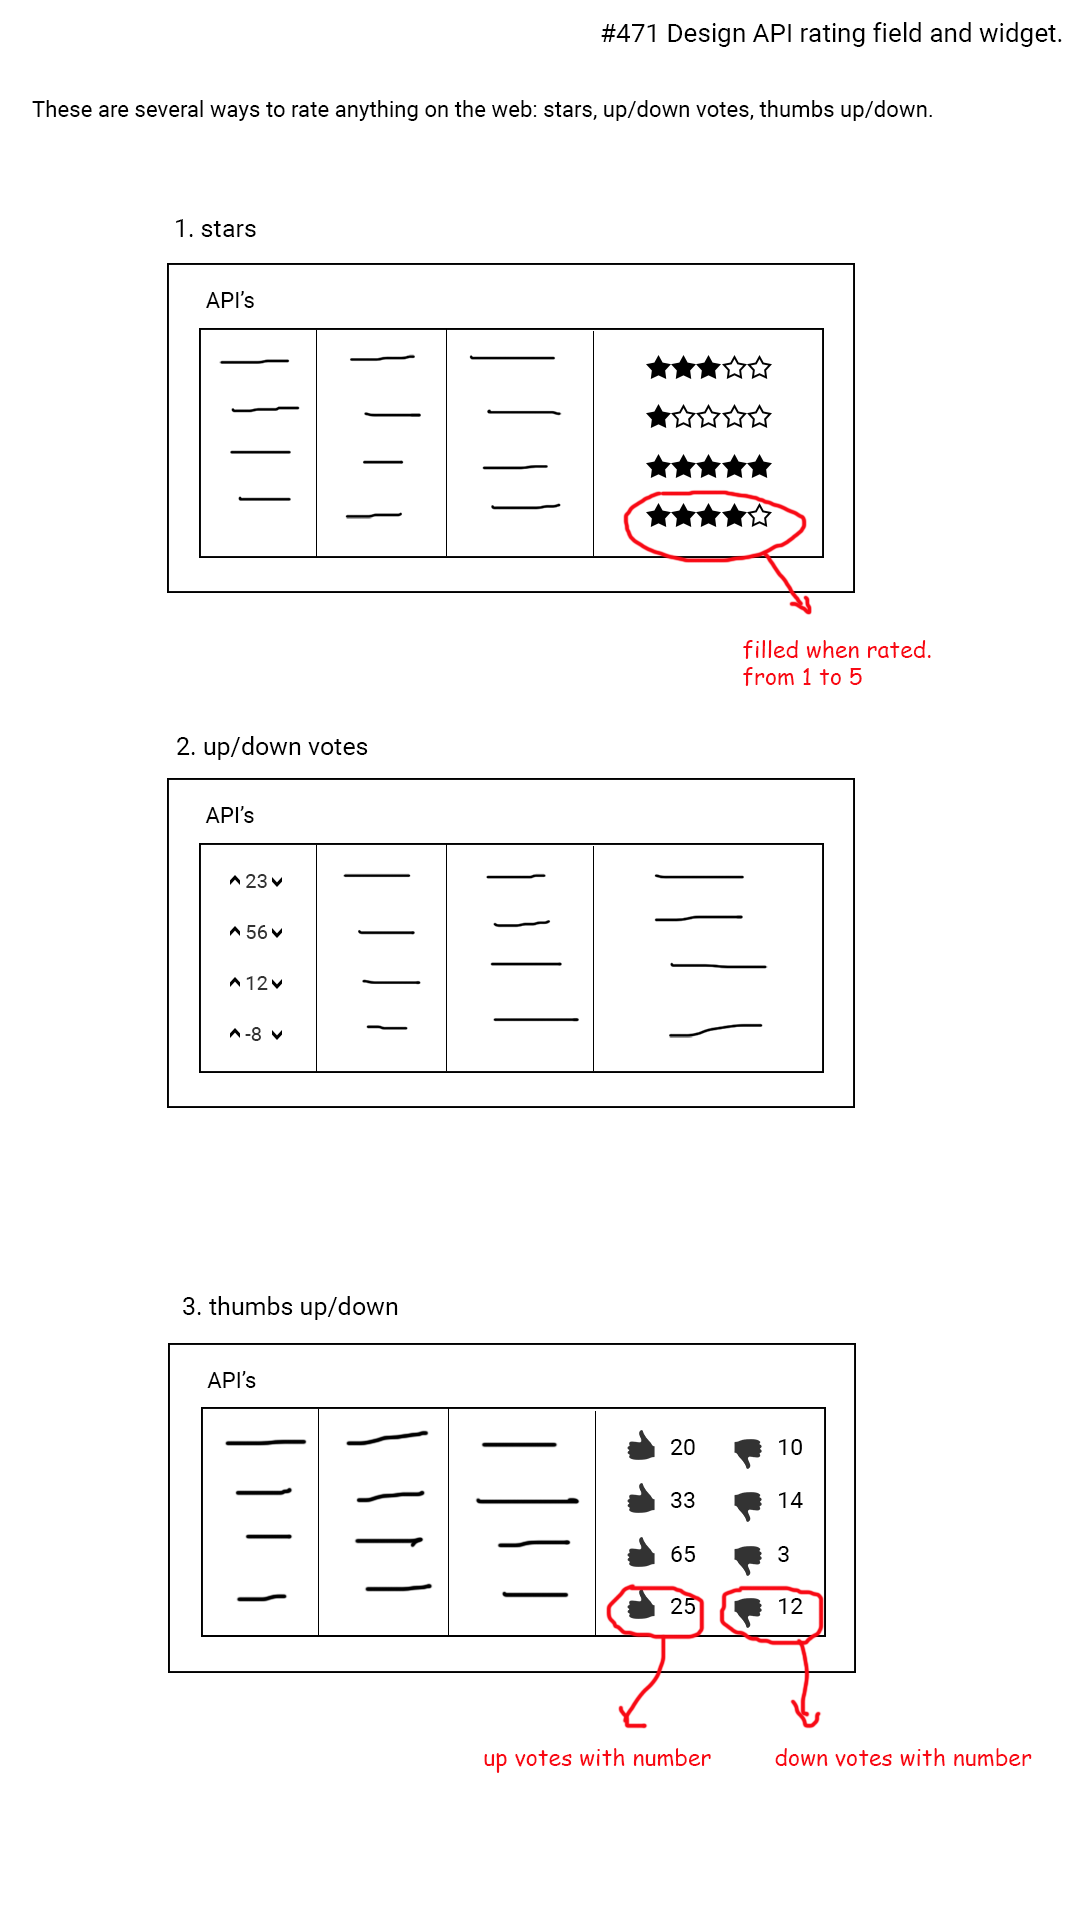 #471 Design API rating field and widget.
These are several ways to rate anything on the web: stars, up/down votes, thumbs up/down.
1. stars
API's
filled when rated.
from 1 to 5
2. up/down votes
API's
23
56
12
-8
3. thumbs up/down
API's
20 10
33 14
65 3
25 12
up votes with number
down votes with number